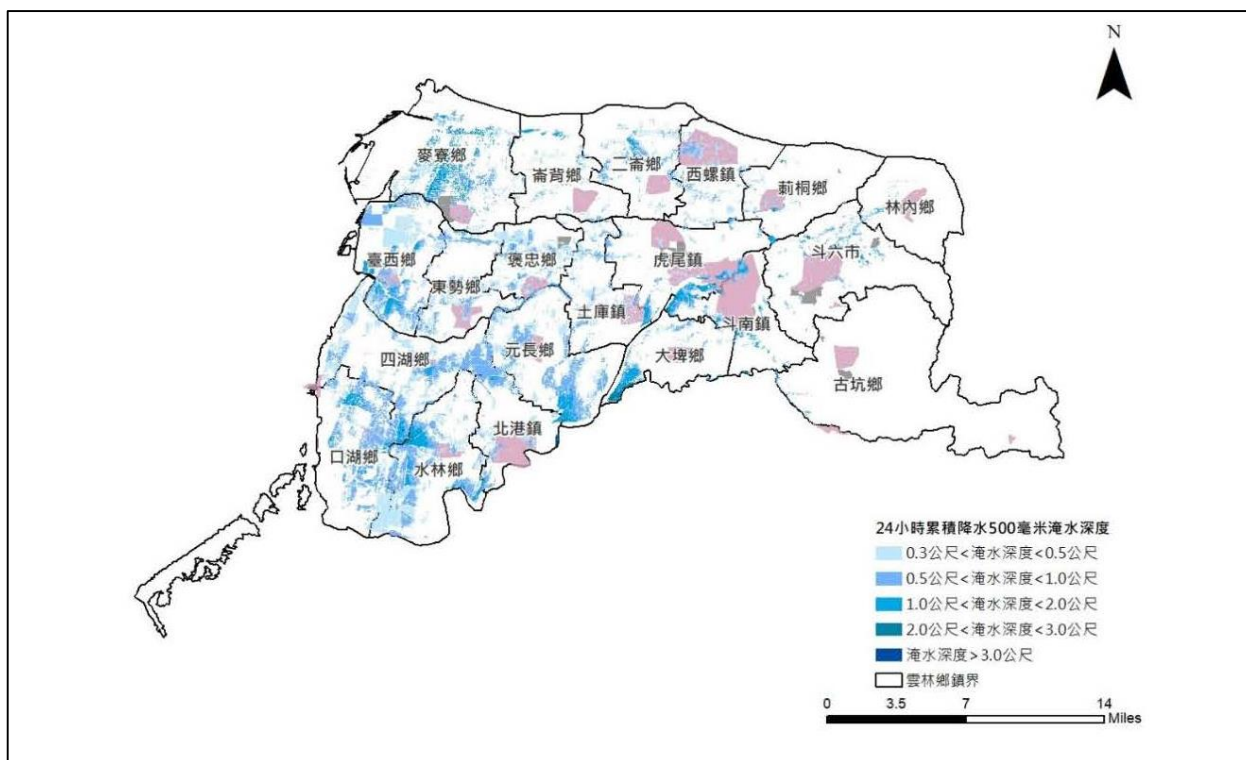 N
麥寮鄉
崙背鄉
二崙鄉
西螺鎮
莿桐鄉
林內鄉
臺西鄉
東勢鄉
褒忠鄉
虎尾鎮
斗六市
土庫鎮
斗南鎮
四湖鄉
元長鄉
大埤鄉
古坑鄉
口湖鄉
水林鄉
北港鎮
24小時累積降水500毫米淹水深度
0.3公尺<淹水深度<0.5公尺
0.5公尺<淹水深度<1.0公尺
1.0公尺<淹水深度<2.0公尺
2.0公尺<淹水深度<3.0公尺
淹水深度>3.0公尺
雲林鄉鎮界
0 3.5 7 14
Miles